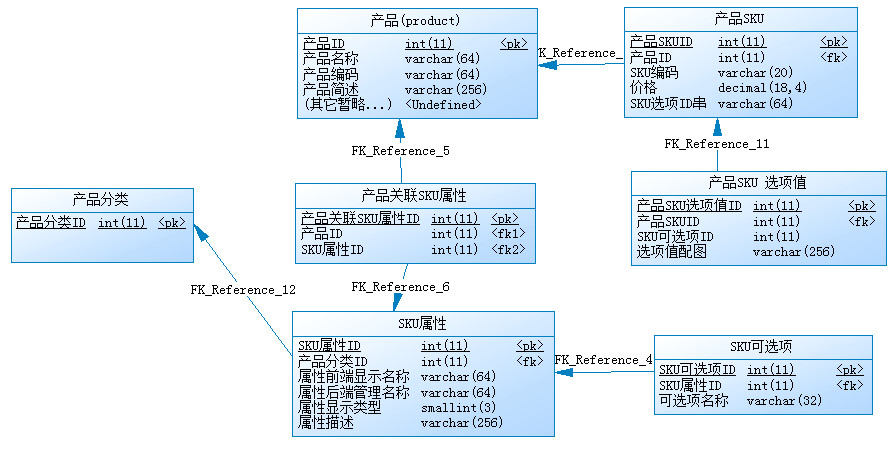 产品(product)
产品ID int(11) <pk>
产品名称 varchar(64)
产品编码 varchar(64)
产品简述 varchar(256)
(其它暂略...) <Undefined>
K_Reference_
产品SKU
产品SKUID int(11) <pk>
产品ID int(11) <fk>
SKU编码 varchar(20)
价格 decimal(18,4)
SKU选项ID串 varchar(64)
FK_Reference_5
FK_Reference_11
产品分类
产品分类ID int(11) <pk>
产品关联SKU属性
产品关联SKU属性ID int(11) <pk>
产品ID int(11) <fk1>
SKU属性ID int(11) <fk2>
产品SKU 选项值
产品SKU选项值ID int(11) <pk>
产品SKUID int(11) <fk>
SKU可选项ID int(11)
选项值配图 varchar(256)
FK_Reference_12
FK_Reference_6
SKU属性
SKU属性ID int(11) <pk>
产品分类ID int(11) <fk>
属性前端显示名称 varchar(64)
属性后端管理名称 varchar(64)
属性显示类型 smallint(3)
属性描述 varchar(256)
FK_Reference_4
SKU可选项
SKU可选项ID int(11) <pk>
SKU属性ID int(11) <fk>
可选项名称 varchar(32)